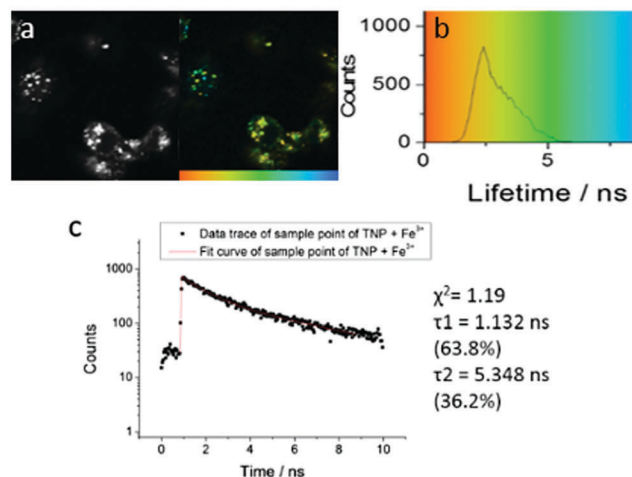 a
b
1000
500
0
Counts
0
5
Lifetime / ns
c
Data trace of sample point of TNP + Fe³⁺
Fit curve of sample point of TNP + Fe³⁺
1000
100
10
1
Counts
0 2 4 6 8 10
Time / ns
χ²= 1.19
τ1 = 1.132 ns
(63.8%)
τ2 = 5.348 ns
(36.2%)